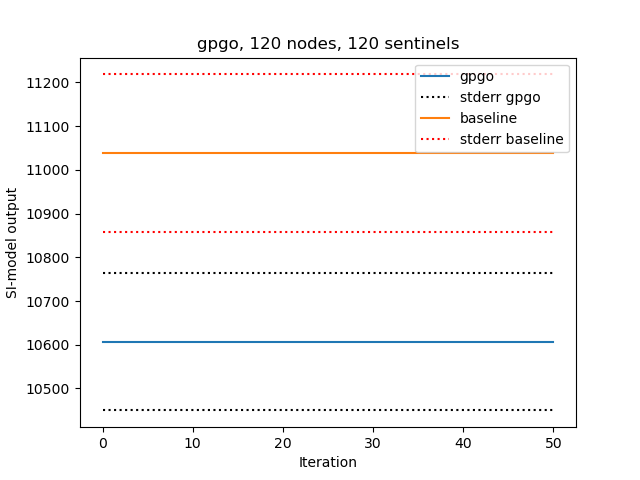 gpgo, 120 nodes, 120 sentinels
SI-model output
11200
11100
11000
10900
10800
10700
10600
10500
gpgo
stderr gpgo
baseline
stderr baseline
0
10
20
30
40
50
Iteration